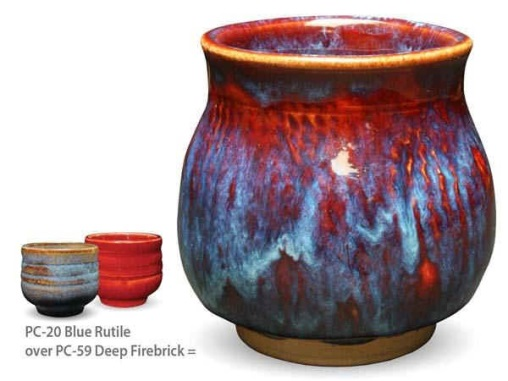 PC-20 Blue Rutile
over PC-59 Deep Firebrick =